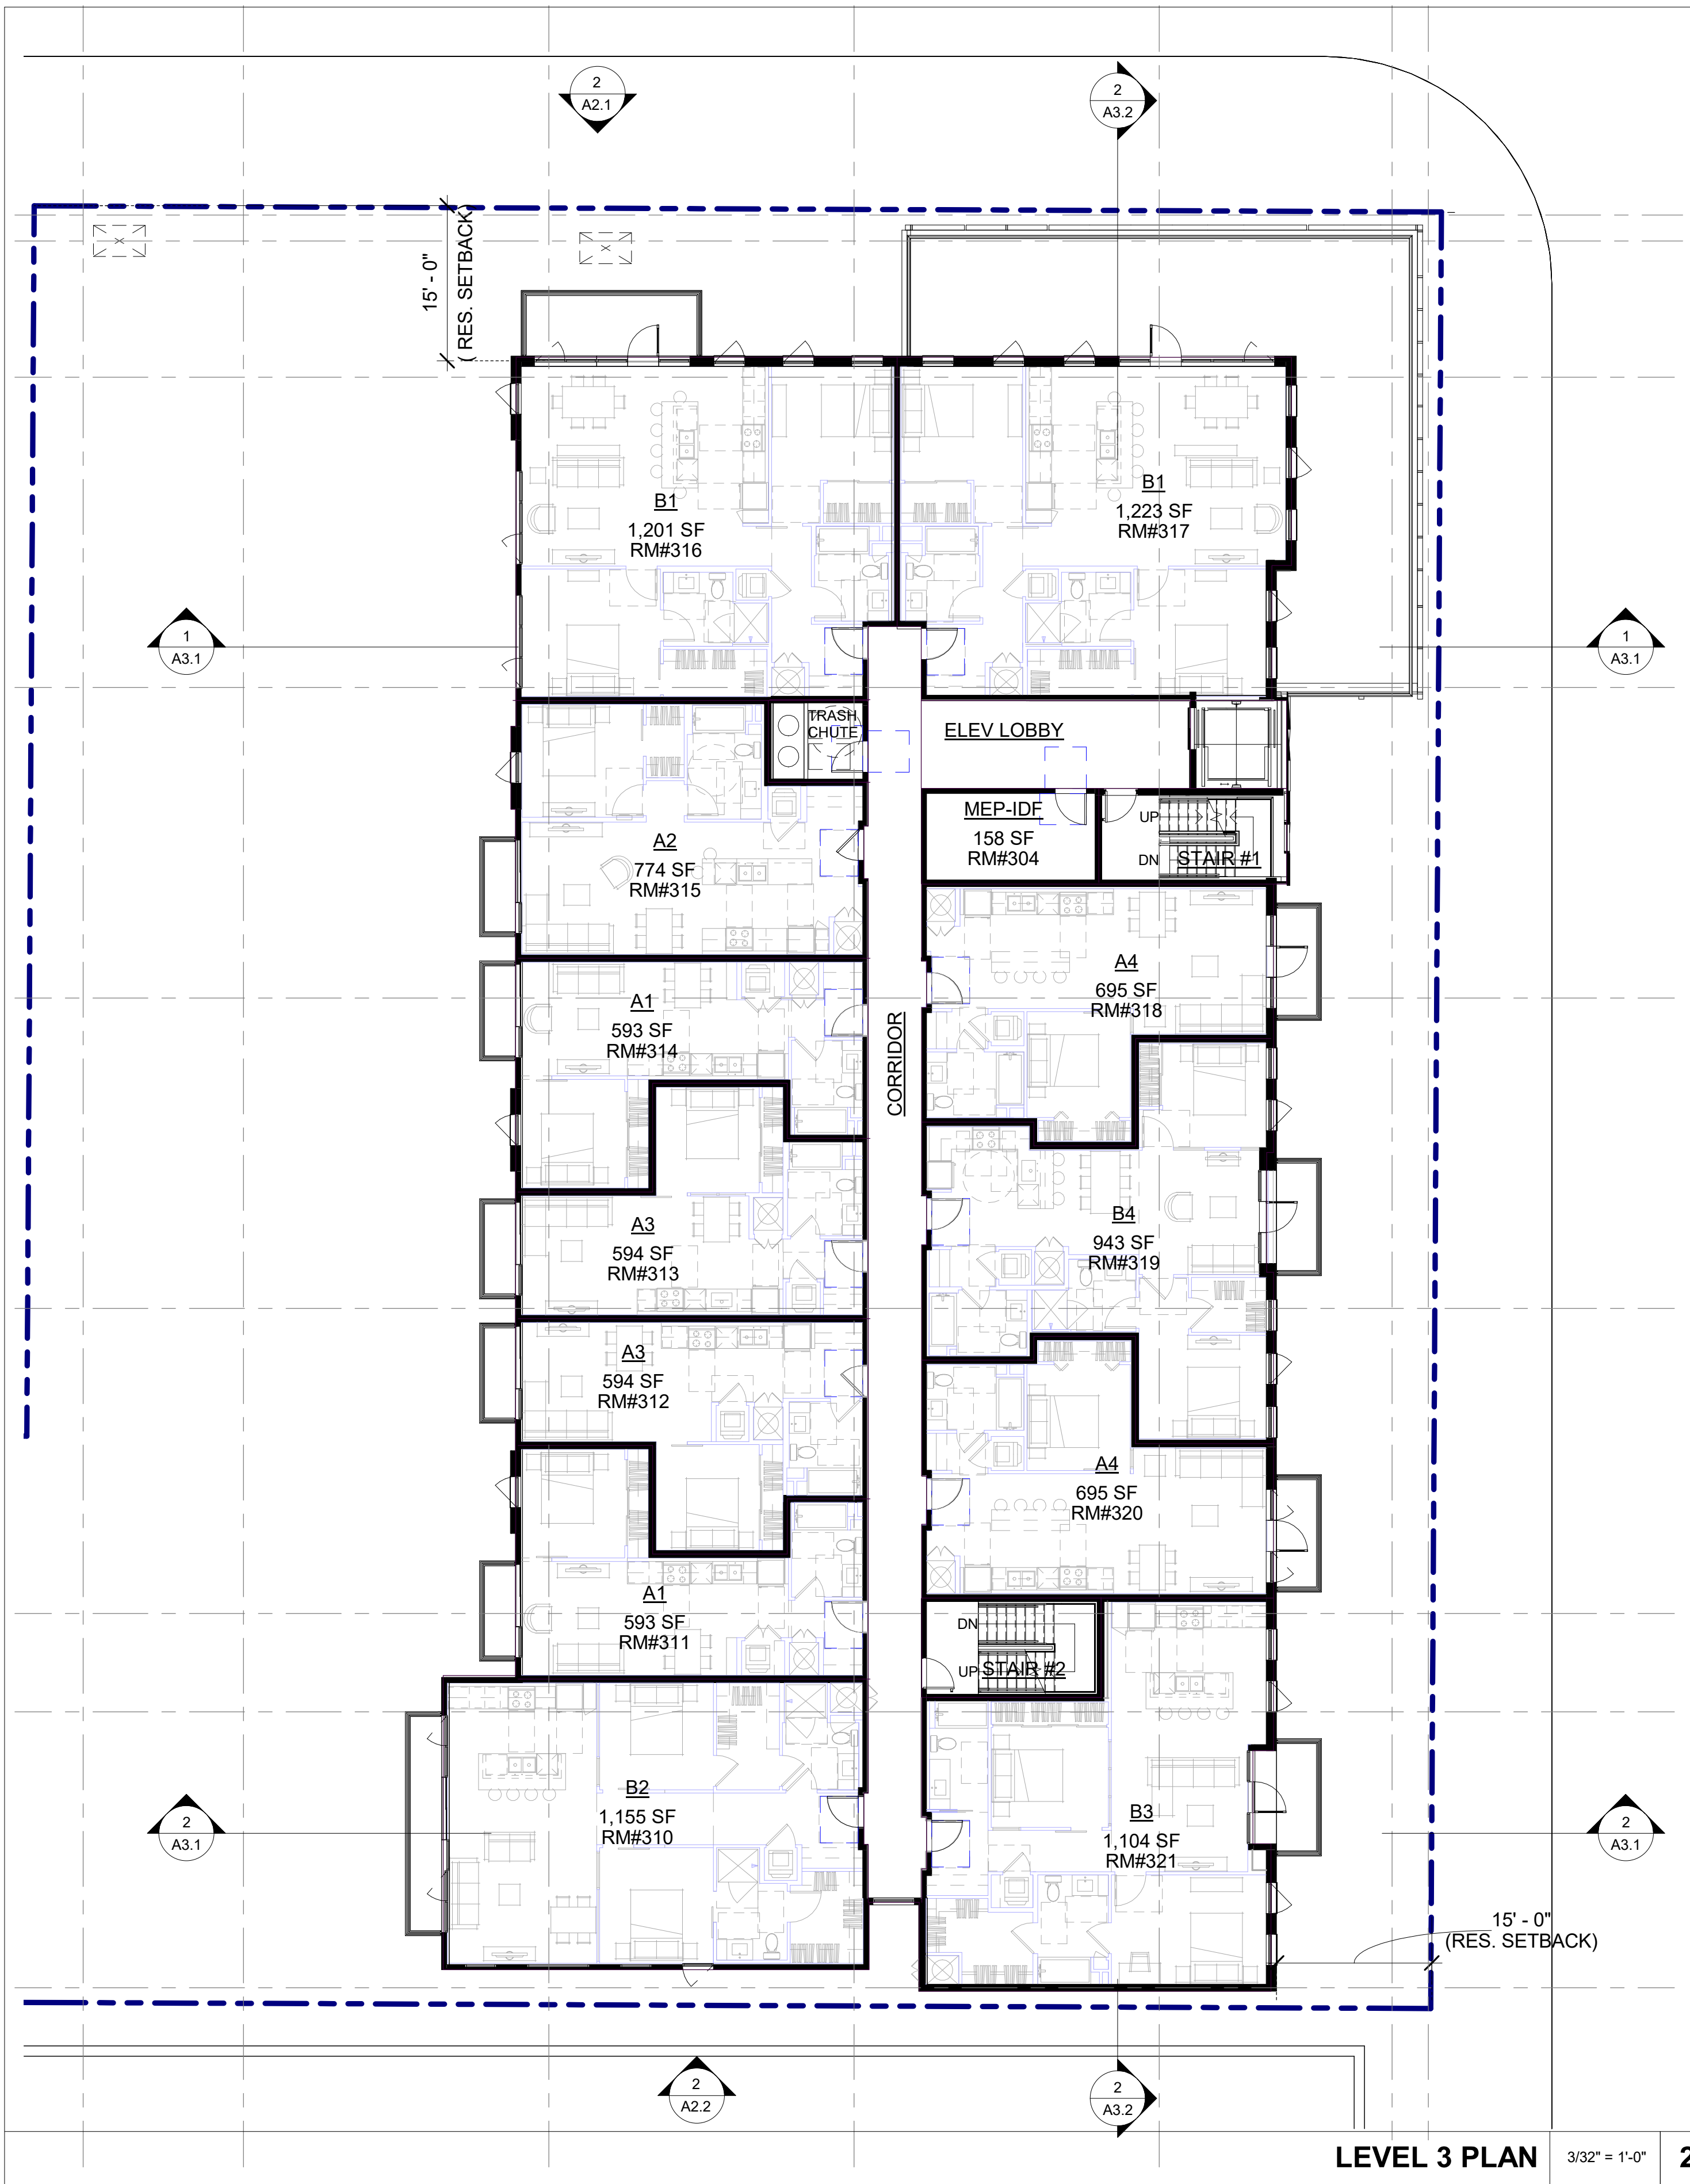 2
A2.1
2
A3.2
15' - 0"
( RES. SETBACK)
B1
1,201 SF
RM#316
B1
1,223 SF
RM#317
1
A3.1
1
A3.1
TRASH
CHUTE
ELEV LOBBY
MEP-IDF
158 SF
RM#304
UP
DN
STAIR #1
A2
774 SF
RM#315
A4
695 SF
RM#318
A1
593 SF
RM#314
CORRIDOR
A3
594 SF
RM#313
B4
943 SF
RM#319
A3
594 SF
RM#312
A4
695 SF
RM#320
A1
593 SF
RM#311
DN
UP
STAIR #2
B2
1,155 SF
RM#310
B3
1,104 SF
RM#321
2
A3.1
2
A3.1
15' - 0"
(RES. SETBACK)
2
A2.2
2
A3.2
LEVEL 3 PLAN
3/32" = 1'-0"
2